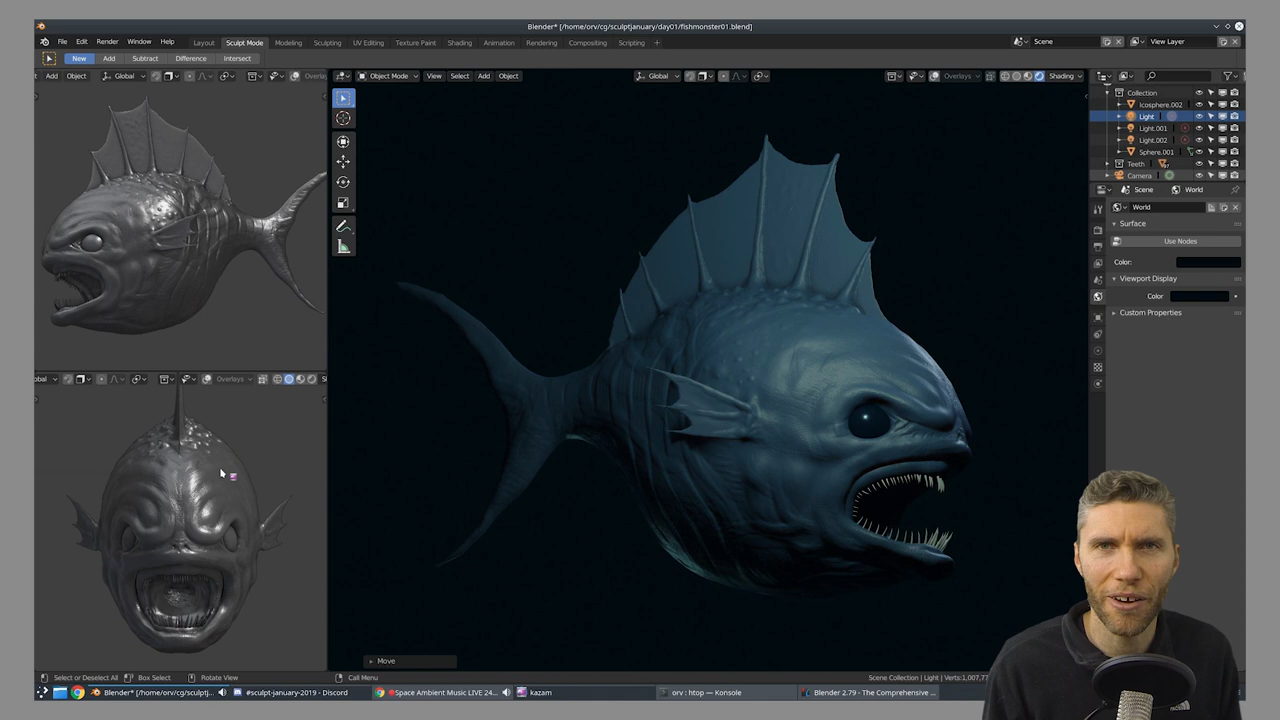 Blender* [/home/orv/cg/sculptjanuary/day01/fishmonster01.blend]
File Edit Render Window Help Layout Sculpt Mode Modeling Sculpting UV Editing Texture Paint Shading Animation Rendering Compositing Scripting + Scene View Layer
New Add Subtract Difference Intersect
Add Object Global Overlay
Object Mode View Select Add Object Global Overlays Shading
Collection
Icosphere.002
Light
Light.001
Light.002
Sphere.001
Teeth
Camera
Scene World
World
Surface
Use Nodes
Color:
Viewport Display
Color
Custom Properties
obal Overlays
Move
Select or Deselect All Box Select Rotate View Call Menu Scene Collection | Light | Verts:1,007,77
Blender* [/home/orv/cg/sculptj... #sculpt-january-2019 - Discord Space Ambient Music LIVE 24... kazam orv : htop — Konsole Blender 2.79 - The Comprehensive ...